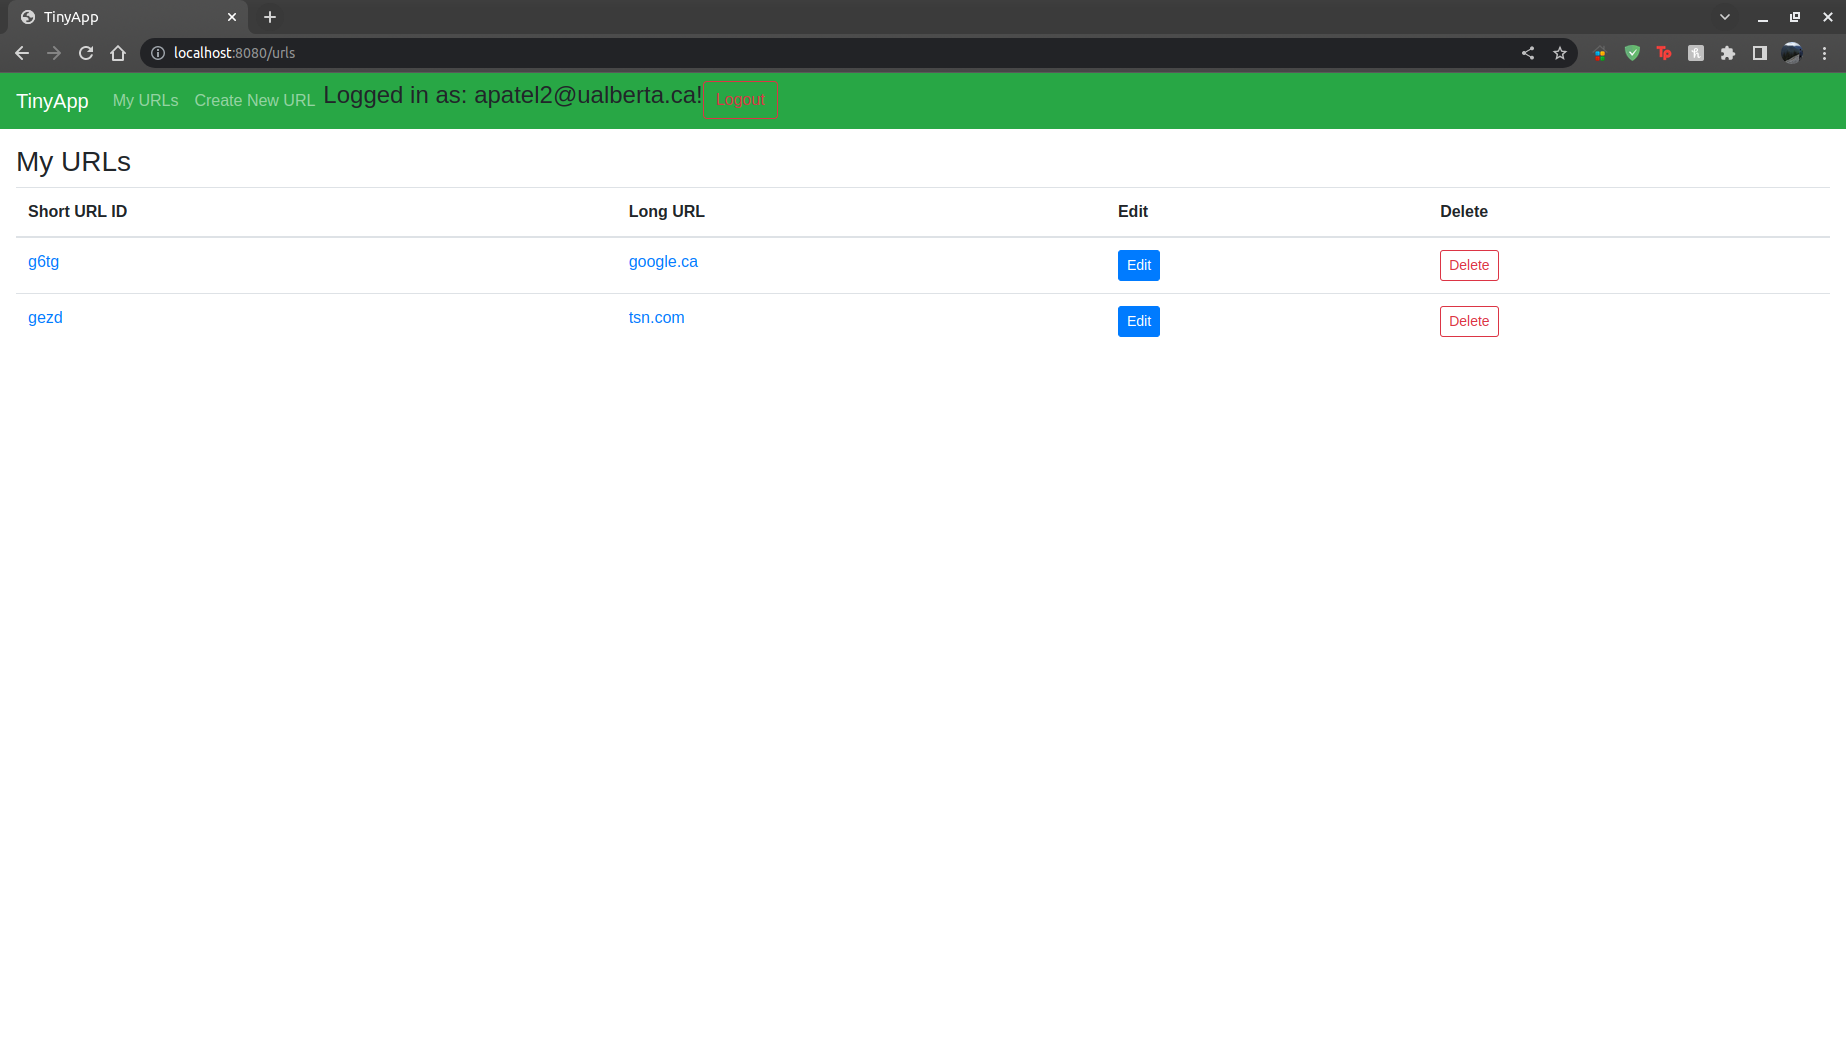 TinyApp
localhost:8080/urls
TinyApp My URLs Create New URL Logged in as: apatel2@ualberta.ca! Logout
My URLs
Short URL ID Long URL Edit Delete
g6tg google.ca Edit Delete
gezd tsn.com Edit Delete